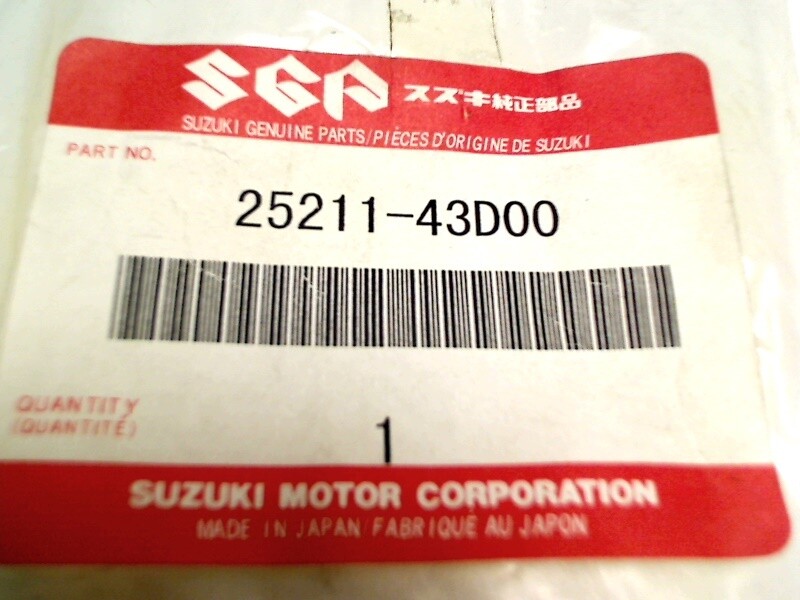 SGP スズキ純正部品
SUZUKI GENUINE PARTS/PIÈCES D'ORIGINE DE SUZUKI
PART NO.
25211-43D00
QUANTITY
(QUANTITÉ)
1
SUZUKI MOTOR CORPORATION
MADE IN JAPAN/FABRIQUÉ AU JAPON